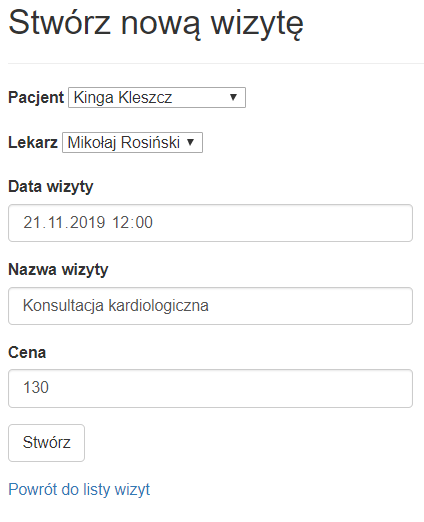 Stwórz nową wizytę
Pacjent Kinga Kleszcz
Lekarz Mikołaj Rosiński
Data wizyty
21.11.2019 12:00
Nazwa wizyty
Konsultacja kardiologiczna
Cena
130
Stwórz
Powrót do listy wizyt